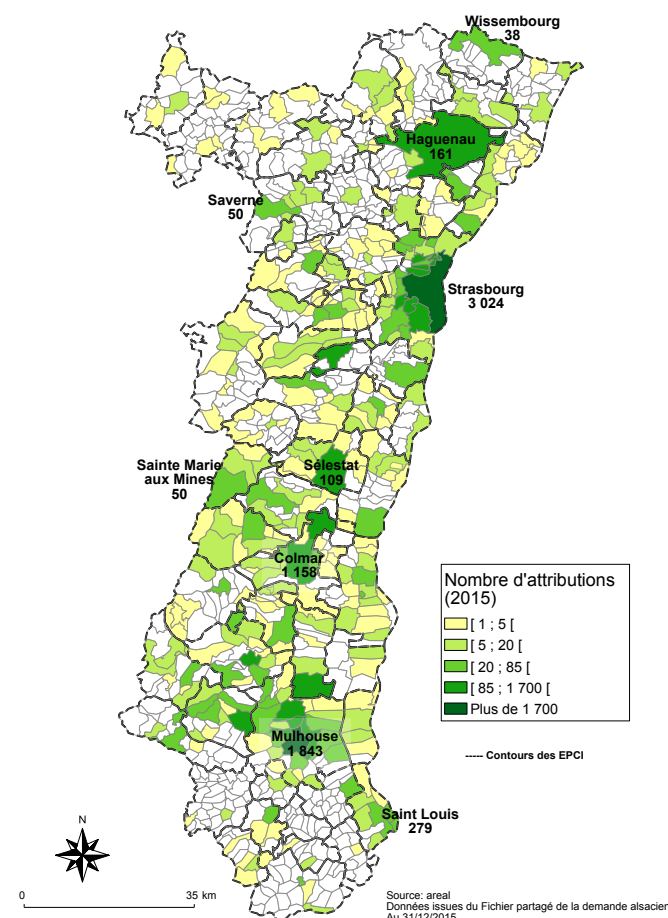 Wissembourg
38
Haguenau
161
Saverne
50
Strasbourg
3 024
Sainte Marie
aux Mines
50
Sélestat
109
Colmar
1 158
Nombre d'attributions
(2015)
[ 1 ; 5 [
[ 5 ; 20 [
[ 20 ; 85 [
[ 85 ; 1 700 [
Plus de 1 700
----- Contours des EPCI
Mulhouse
1 843
Saint Louis
279
N
0 35 km
Source: areal
Données issues du Fichier partagé de la demande alsacien
Au 31/12/2015